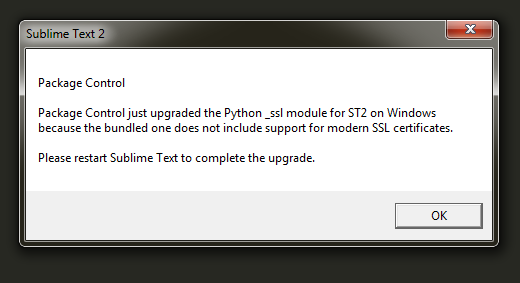 Sublime Text 2
Package Control
Package Control just upgraded the Python _ssl module for ST2 on Windows
because the bundled one does not include support for modern SSL certificates.
Please restart Sublime Text to complete the upgrade.
OK